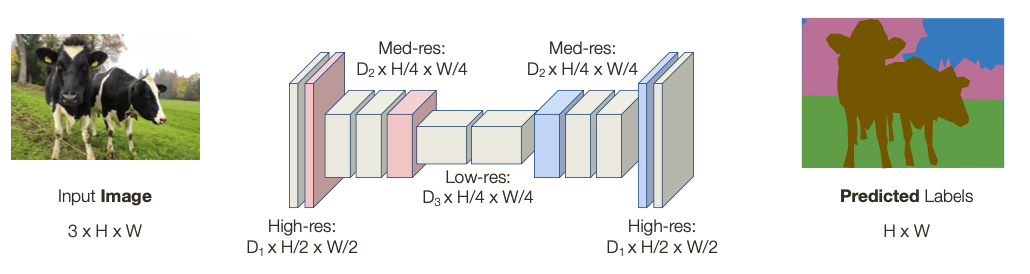 Med-res:
D₂ x H/4 x W/4
Med-res:
D₂ x H/4 x W/4
Low-res:
D₃ x H/4 x W/4
Input Image
3 x H x W
High-res:
D₁ x H/2 x W/2
High-res:
D₁ x H/2 x W/2
Predicted Labels
H x W